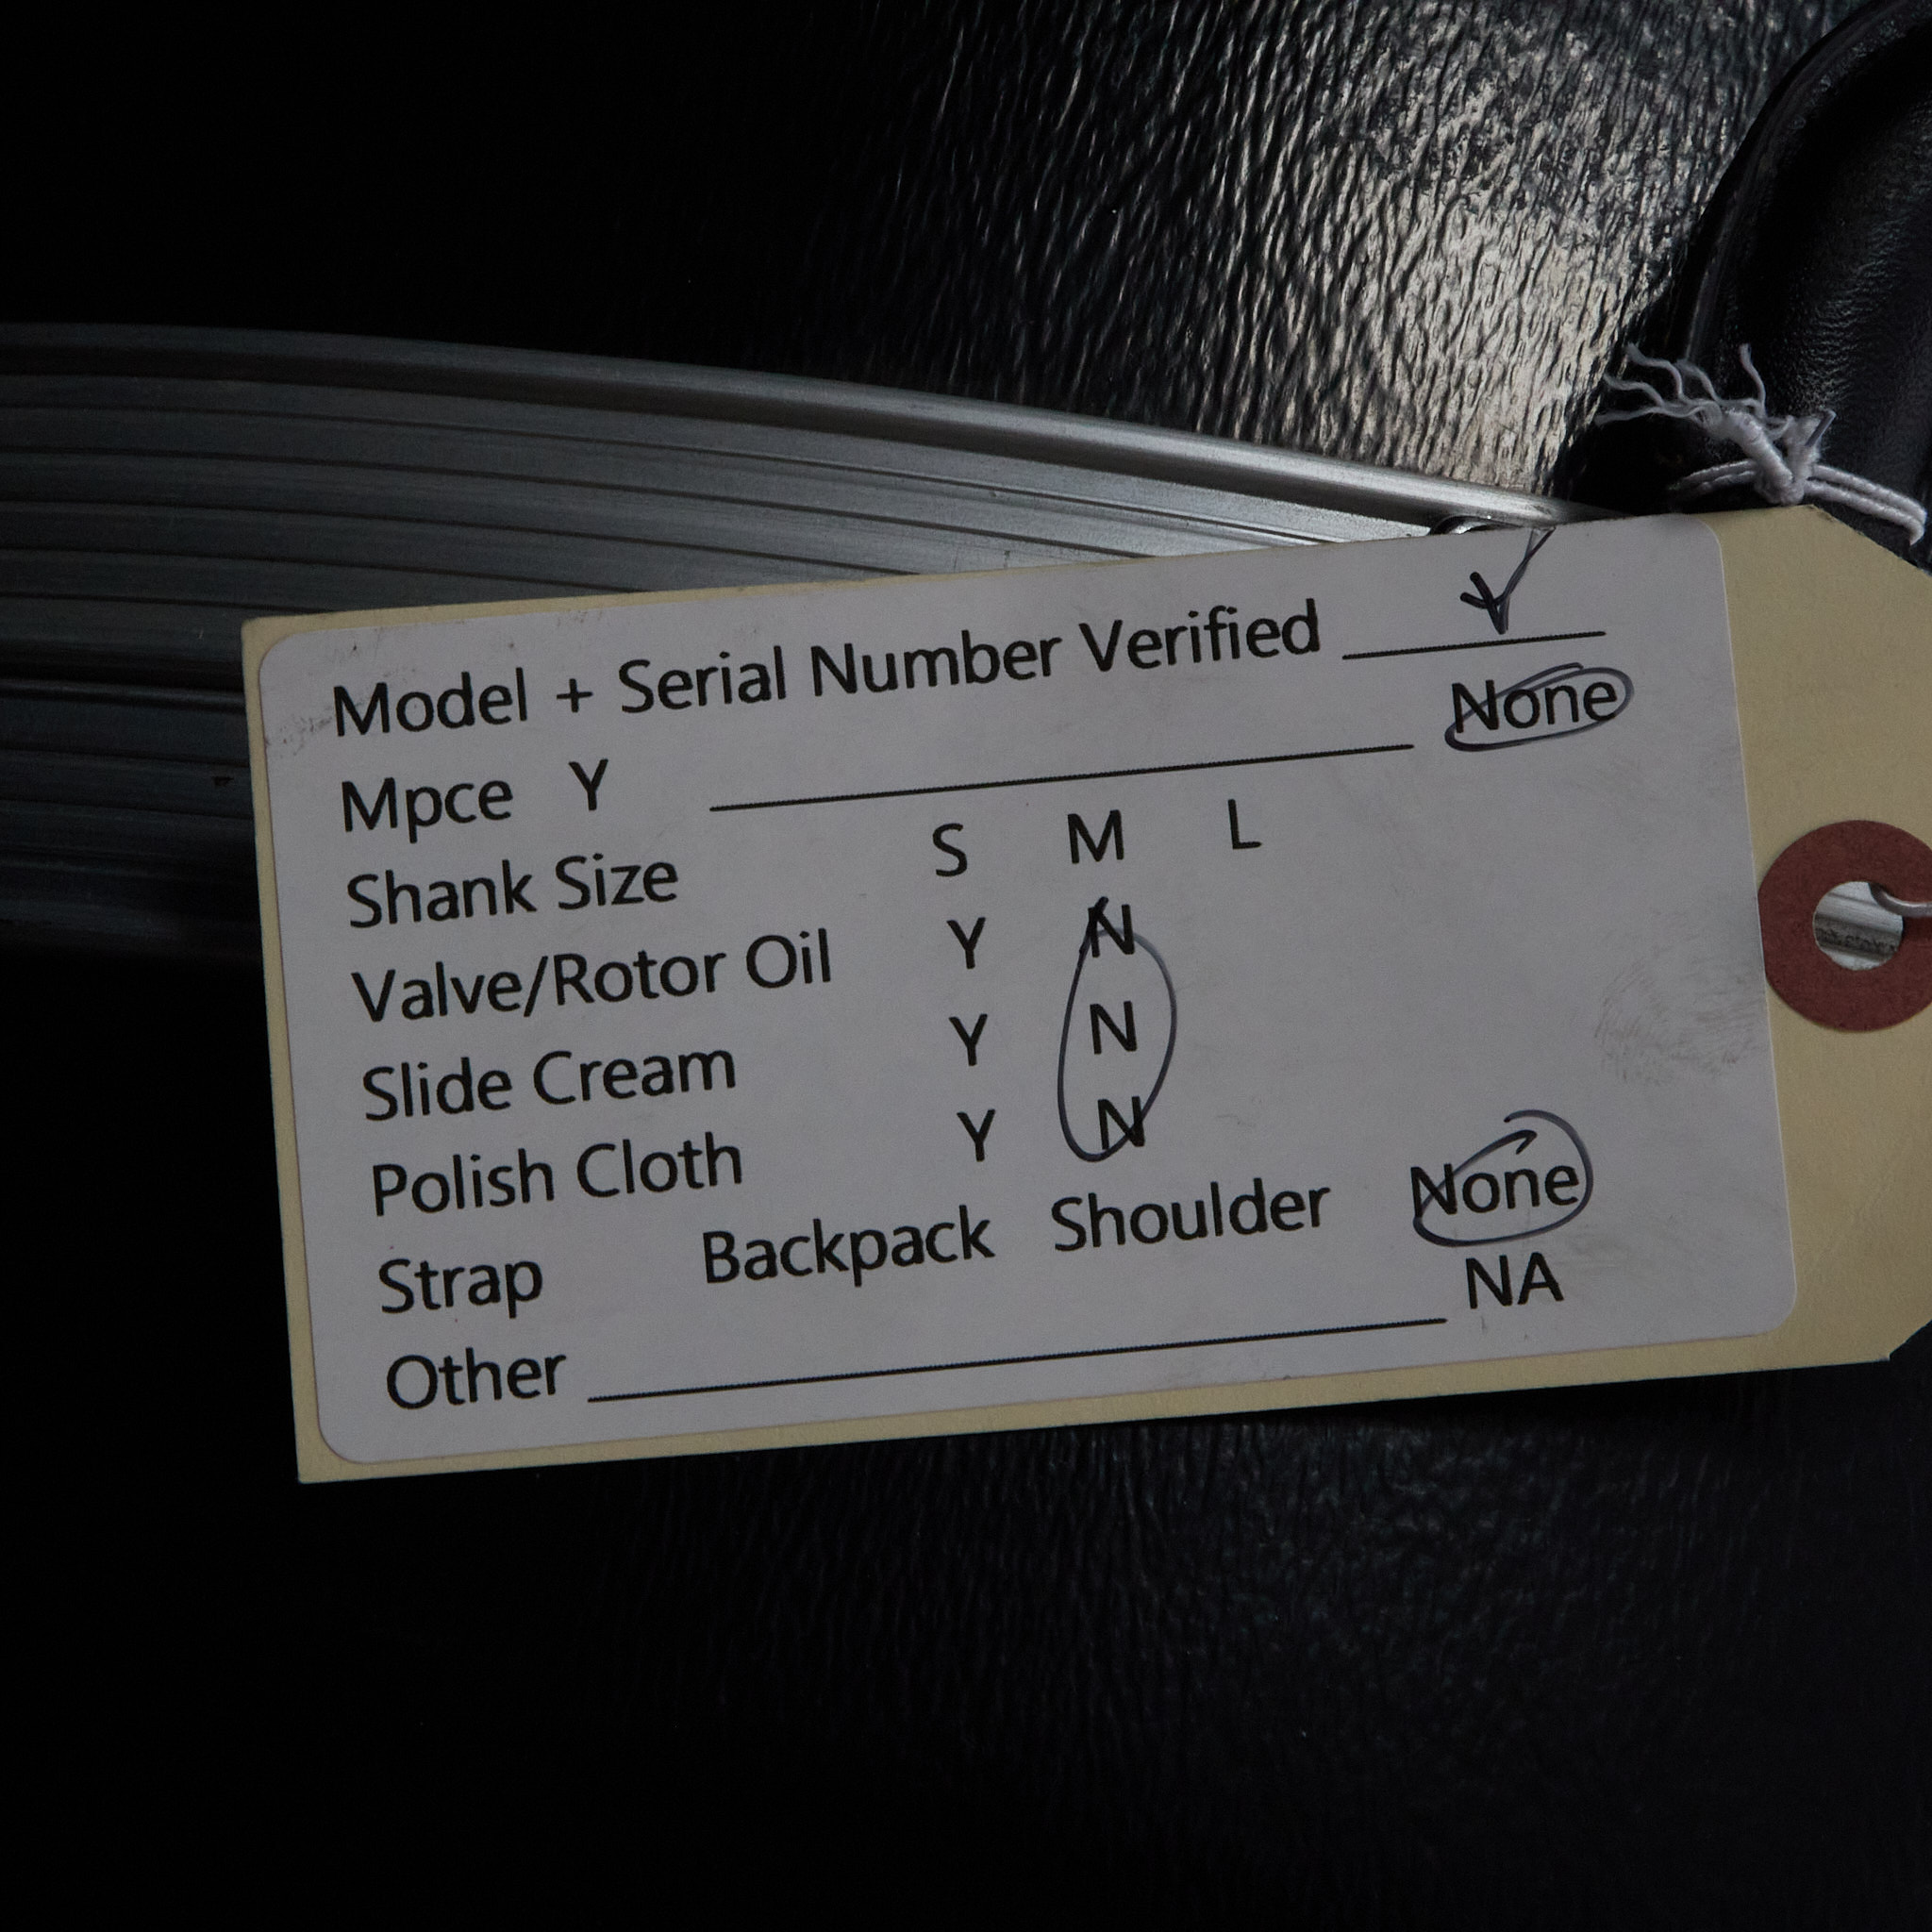 Model + Serial Number Verified ✓
Mpce Y None
Shank Size S M L
Valve/Rotor Oil Y N
Slide Cream Y N
Polish Cloth Y N
Strap Backpack Shoulder None
Other NA